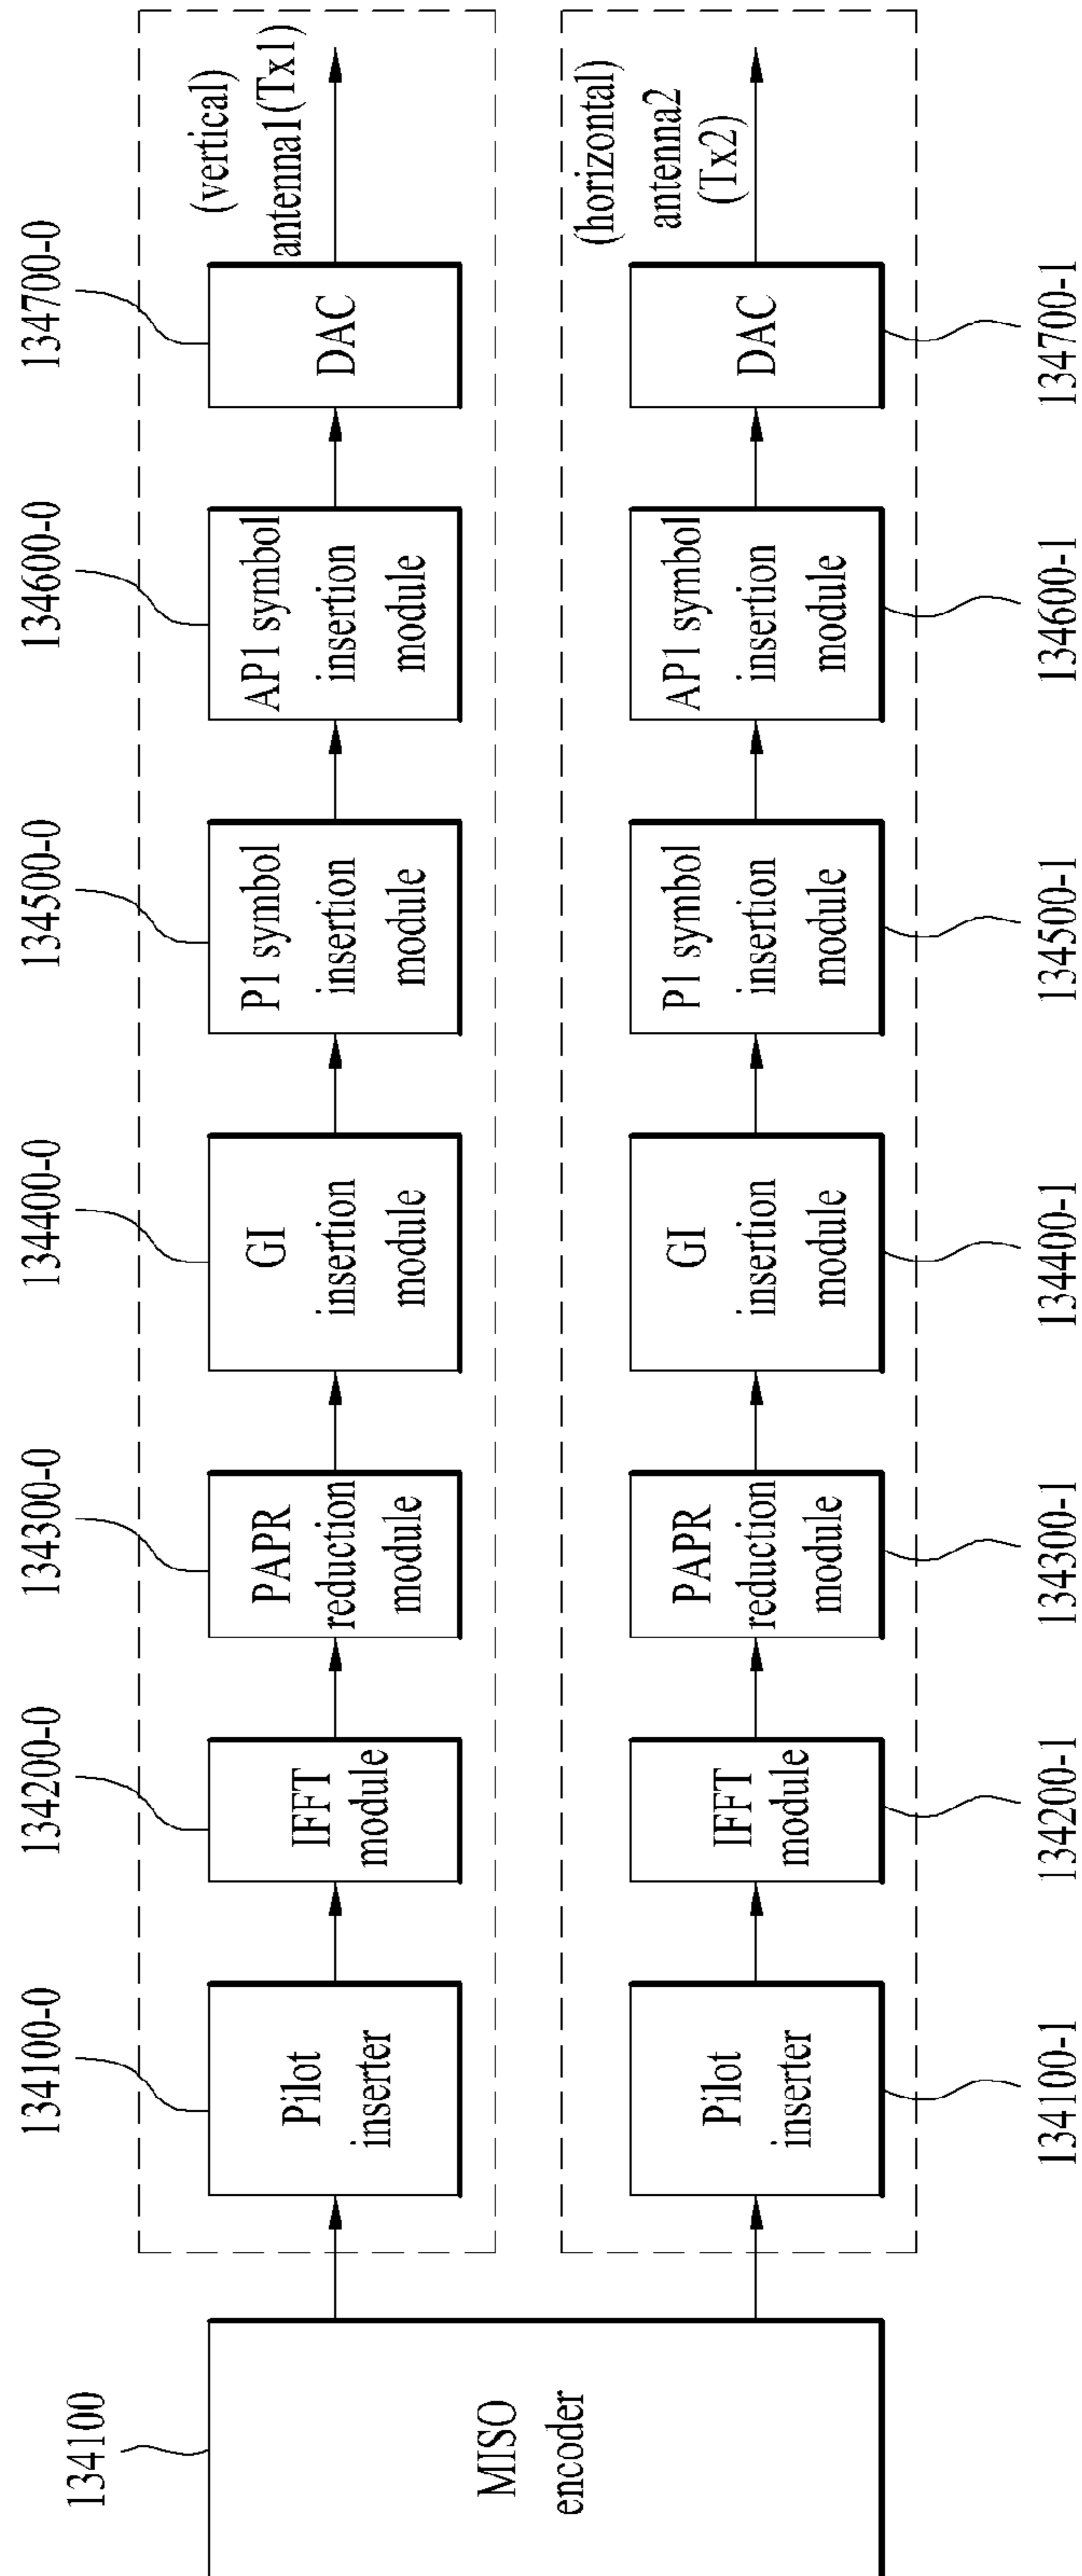 134100
MISO
encoder
134100-0
Pilot
inserter
134200-0
IFFT
module
134300-0
PAPR
reduction
module
134400-0
GI
insertion
module
134500-0
P1 symbol
insertion
module
134600-0
AP1 symbol
insertion
module
134700-0
DAC
(vertical)
antenna1(Tx1)
Pilot
inserter
134100-1
IFFT
module
134200-1
PAPR
reduction
module
134300-1
GI
insertion
module
134400-1
P1 symbol
insertion
module
134500-1
AP1 symbol
insertion
module
134600-1
DAC
134700-1
(horizontal)
antenna2
(Tx2)